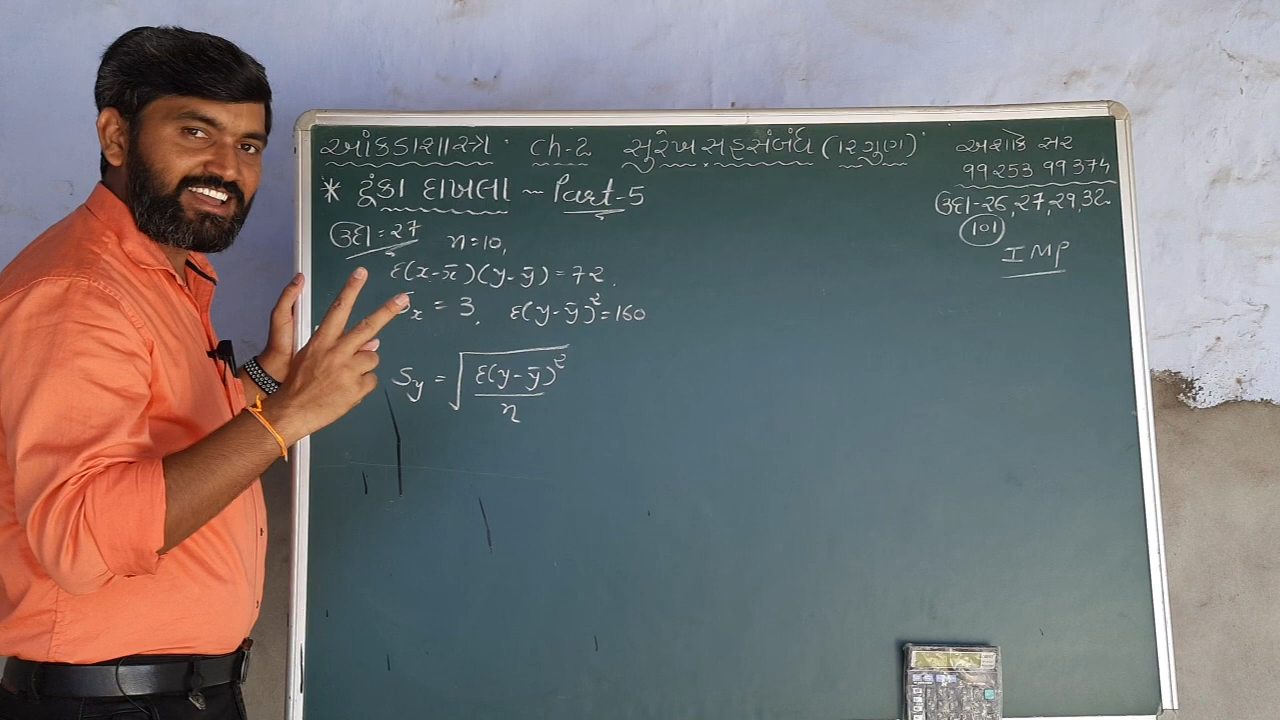 આંકડાશાસ્ત્ર Ch-2 સુરેખ સહસંબંધ (૧૨ ગુણ)
* ટૂંકા દાખલા - Part-5
ઉદા=27 n=10,
Ɛ(x-x̄)(y-ȳ)=72.
Sx = 3, Ɛ(y-ȳ)²=160
Sy = √Ɛ(y-ȳ)²
n
અશોક સર
99253 99374
ઉદા-26,27,29,32
101
IMP